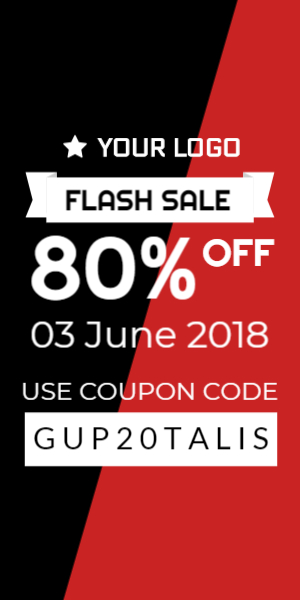 YOUR LOGO
FLASH SALE
80% OFF
03 June 2018
USE COUPON CODE
GUP20TALIS